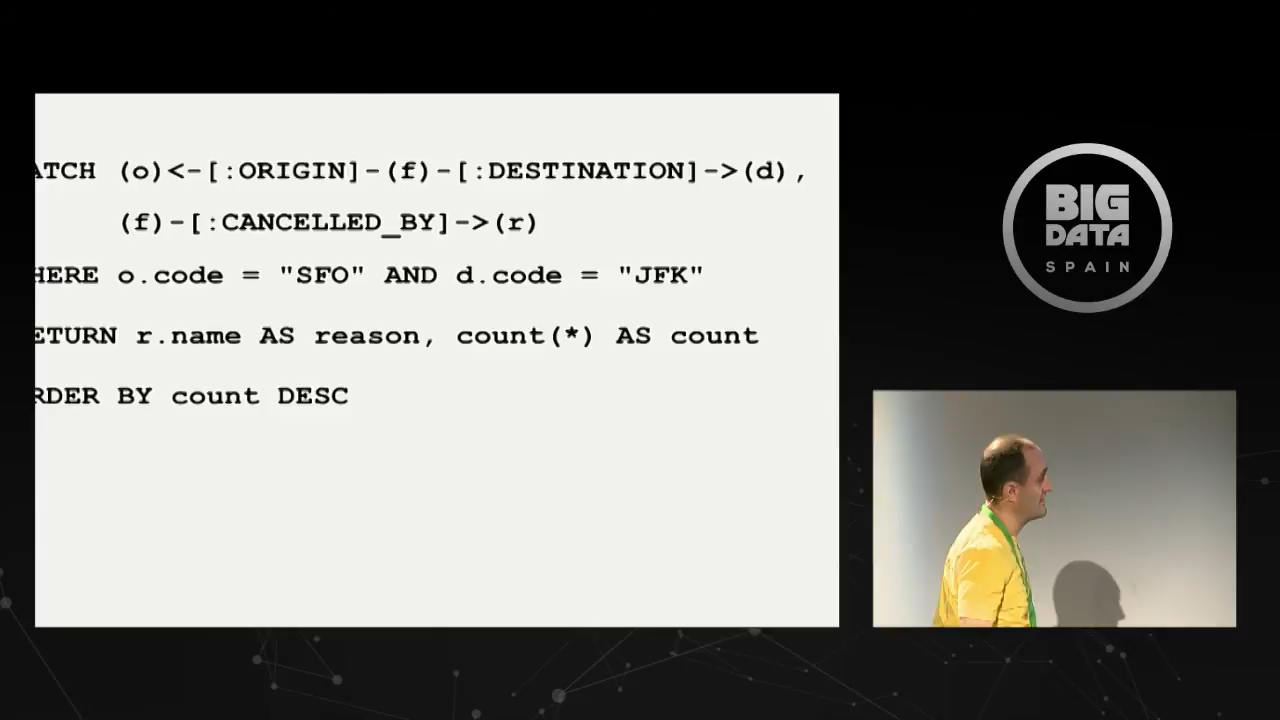 ATCH (o)<-[:ORIGIN]-(f)-[:DESTINATION]->(d),
(f)-[:CANCELLED_BY]->(r)
HERE o.code = "SFO" AND d.code = "JFK"
ETURN r.name AS reason, count(*) AS count
RDER BY count DESC
BIG
DATA
SPAIN